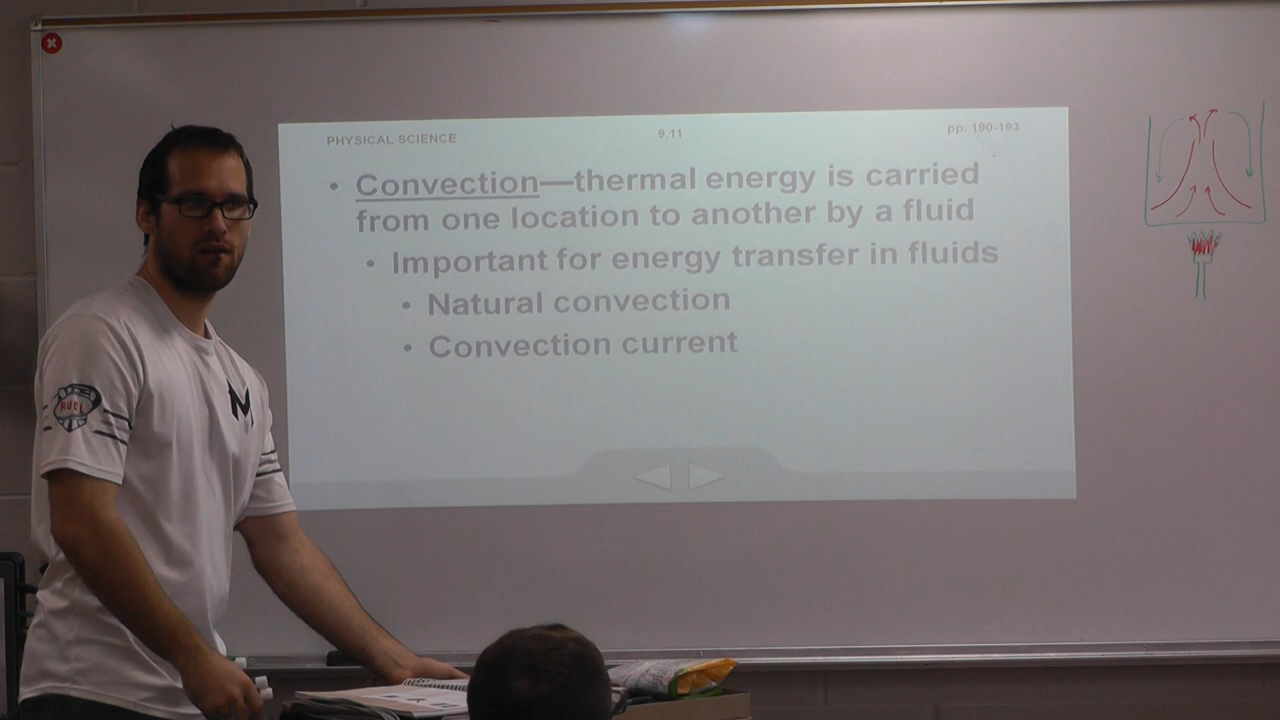 PHYSICAL SCIENCE 9.11 pp. 190-193
• Convection—thermal energy is carried
from one location to another by a fluid
• Important for energy transfer in fluids
• Natural convection
• Convection current
M